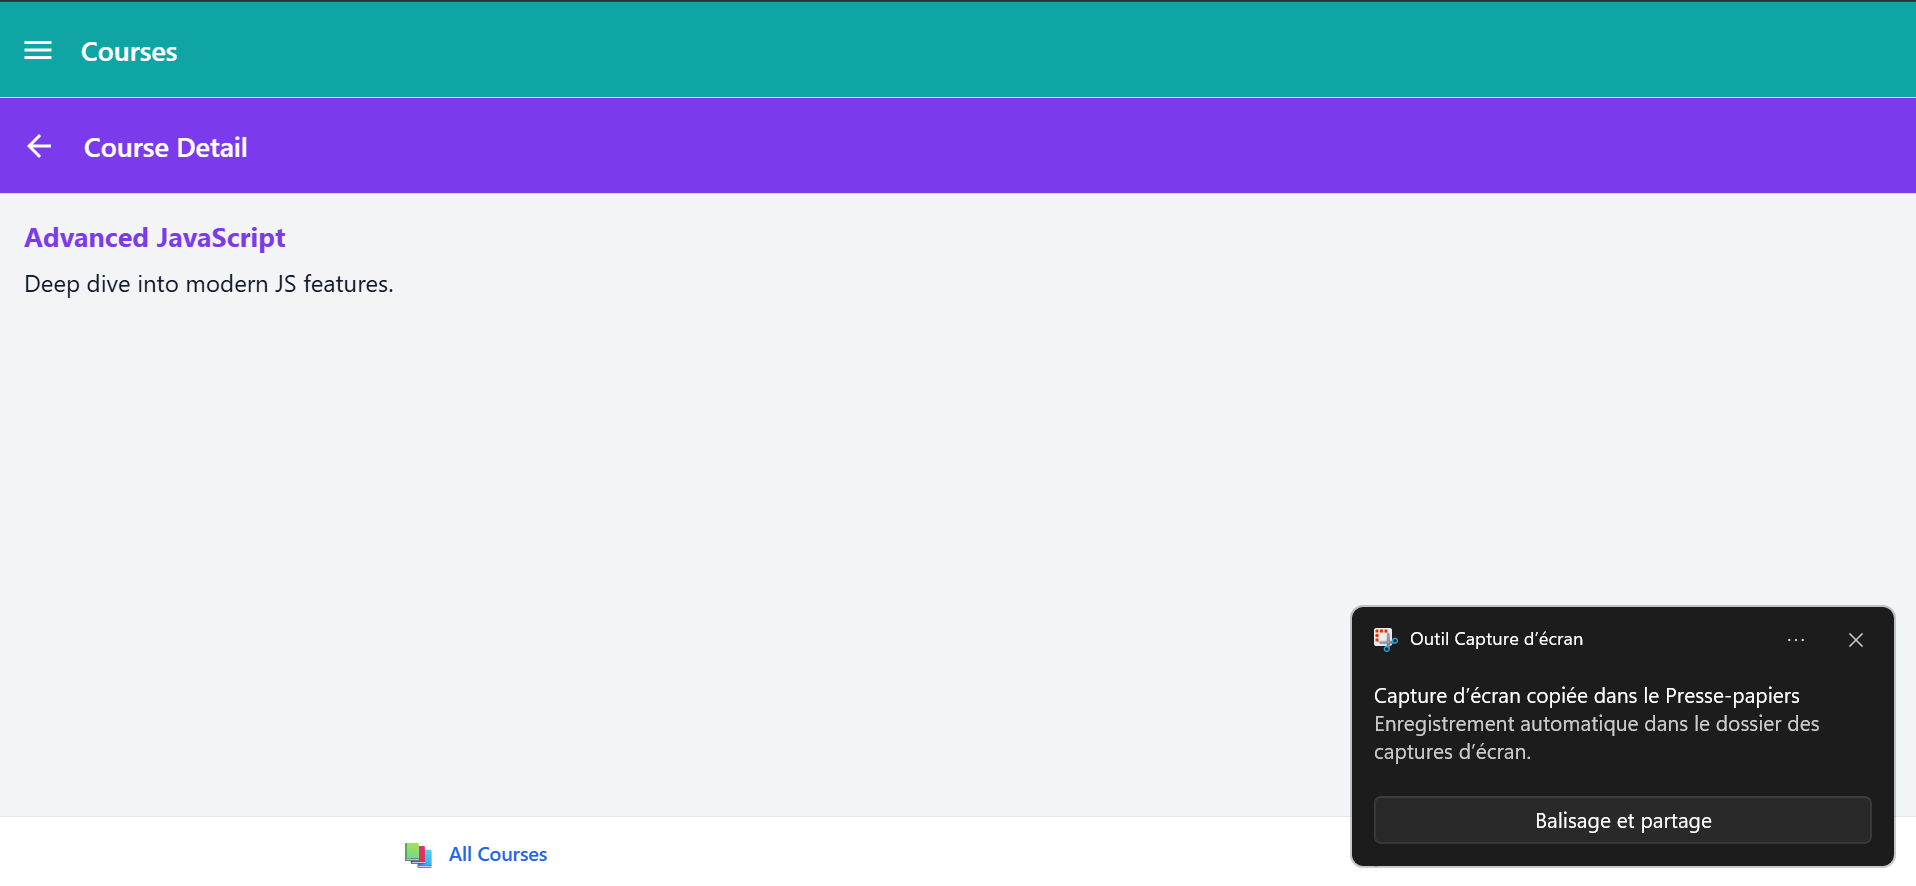 Courses
Course Detail
Advanced JavaScript
Deep dive into modern JS features.
Outil Capture d’écran
Capture d’écran copiée dans le Presse-papiers
Enregistrement automatique dans le dossier des
captures d’écran.
Balisage et partage
All Courses